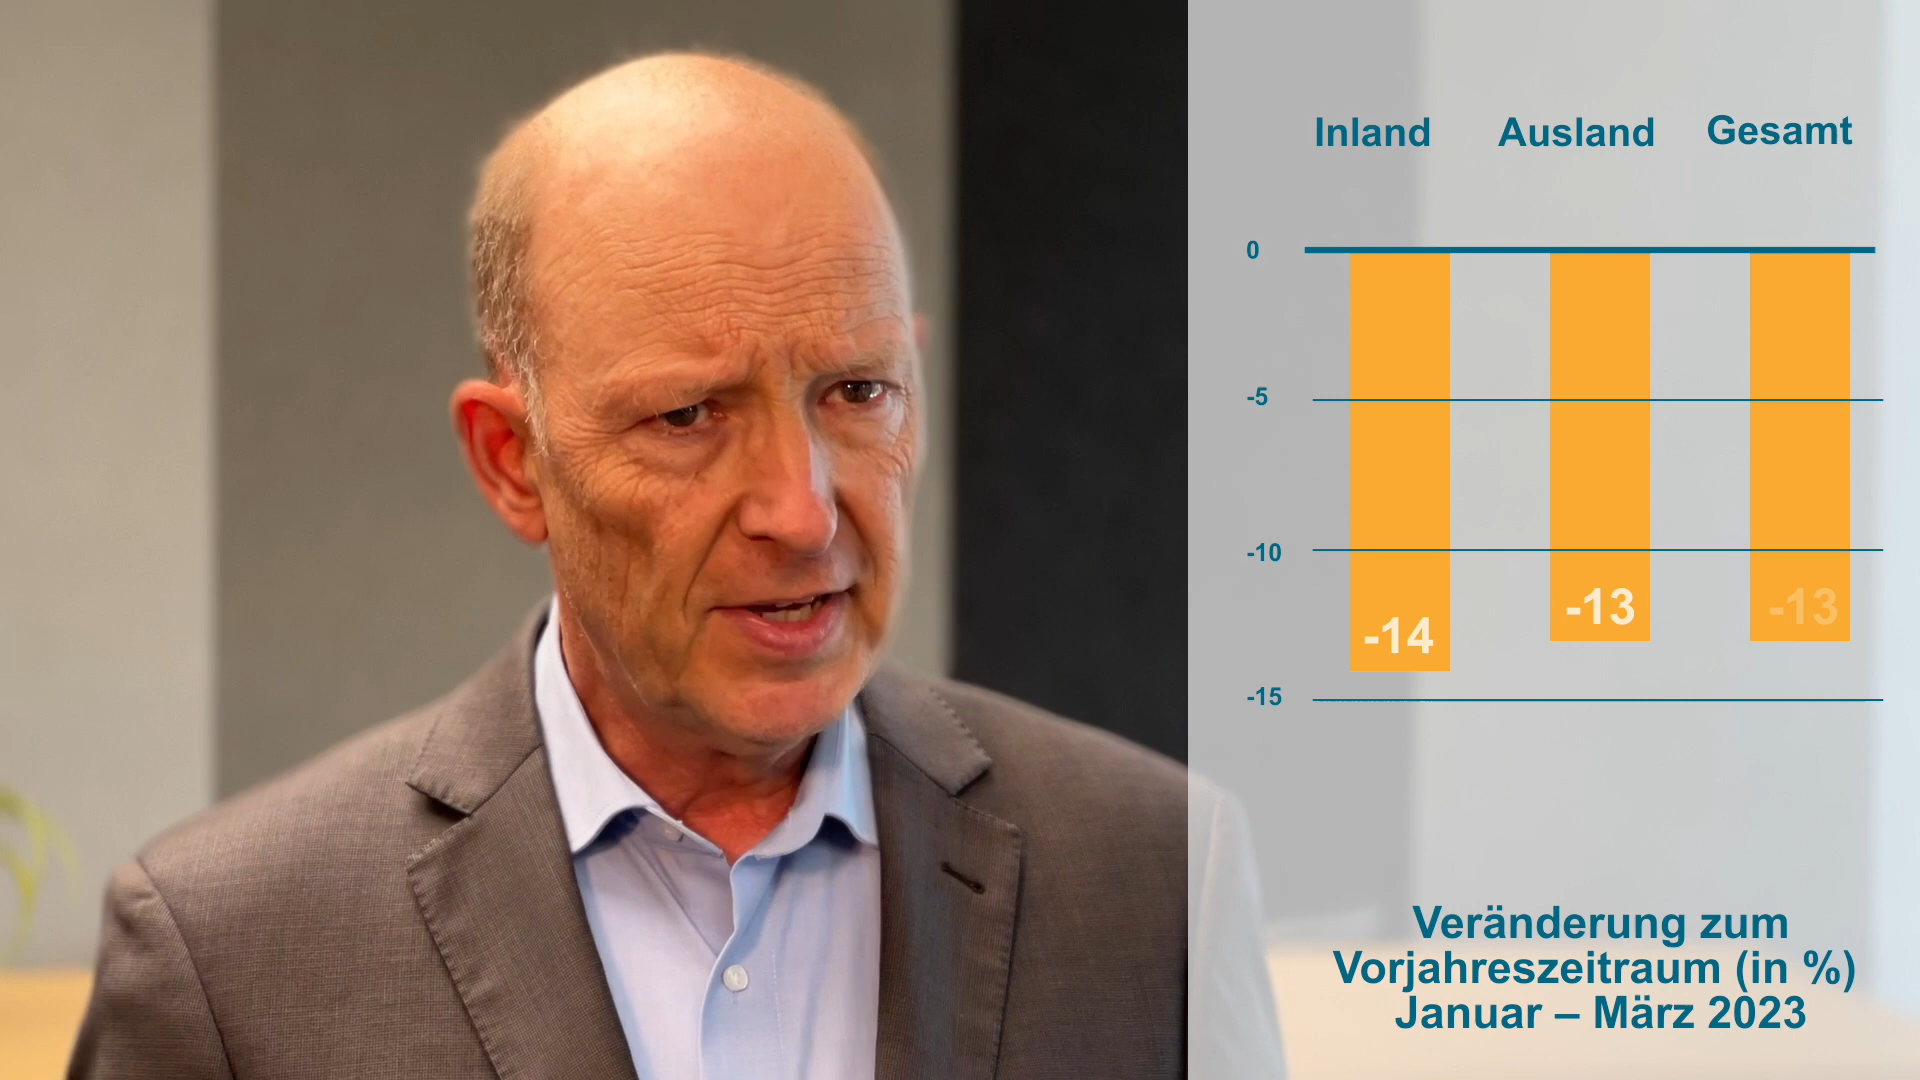 Inland Ausland Gesamt
0
-5
-10
-15
-14
-13
-13
Veränderung zum
Vorjahreszeitraum (in %)
Januar – März 2023